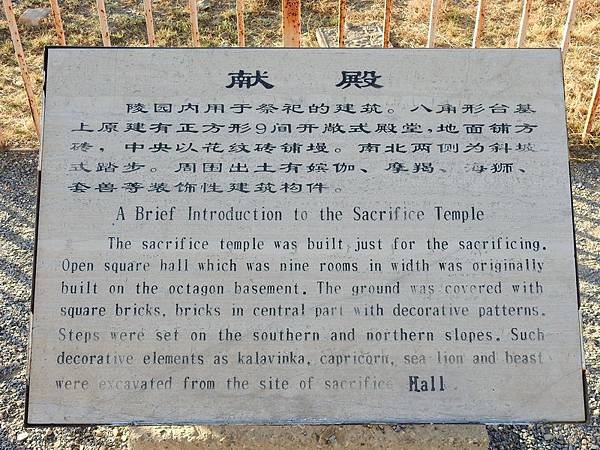 献 殿
陵园内用于祭祀的建筑。八角形台基
上原建有正方形9间开敞式殿堂,地面铺方
砖,中央以花纹砖铺墁。南北两侧为斜坡
式踏步。周围出土有嫔伽、摩羯、海狮、
套兽等装饰性建筑构件。
A Brief Introduction to the Sacrifice Temple
The sacrifice temple was built just for the sacrificing.
Open square hall which was nine rooms in width was originally
built on the octagon basement. The ground was covered with
square bricks, bricks in central part with decorative patterns.
Steps were set on the southern and northern slopes. Such
decorative elements as kalavinka, capricorn, sea lion and beast
were excavated from the site of sacrifice Hall.